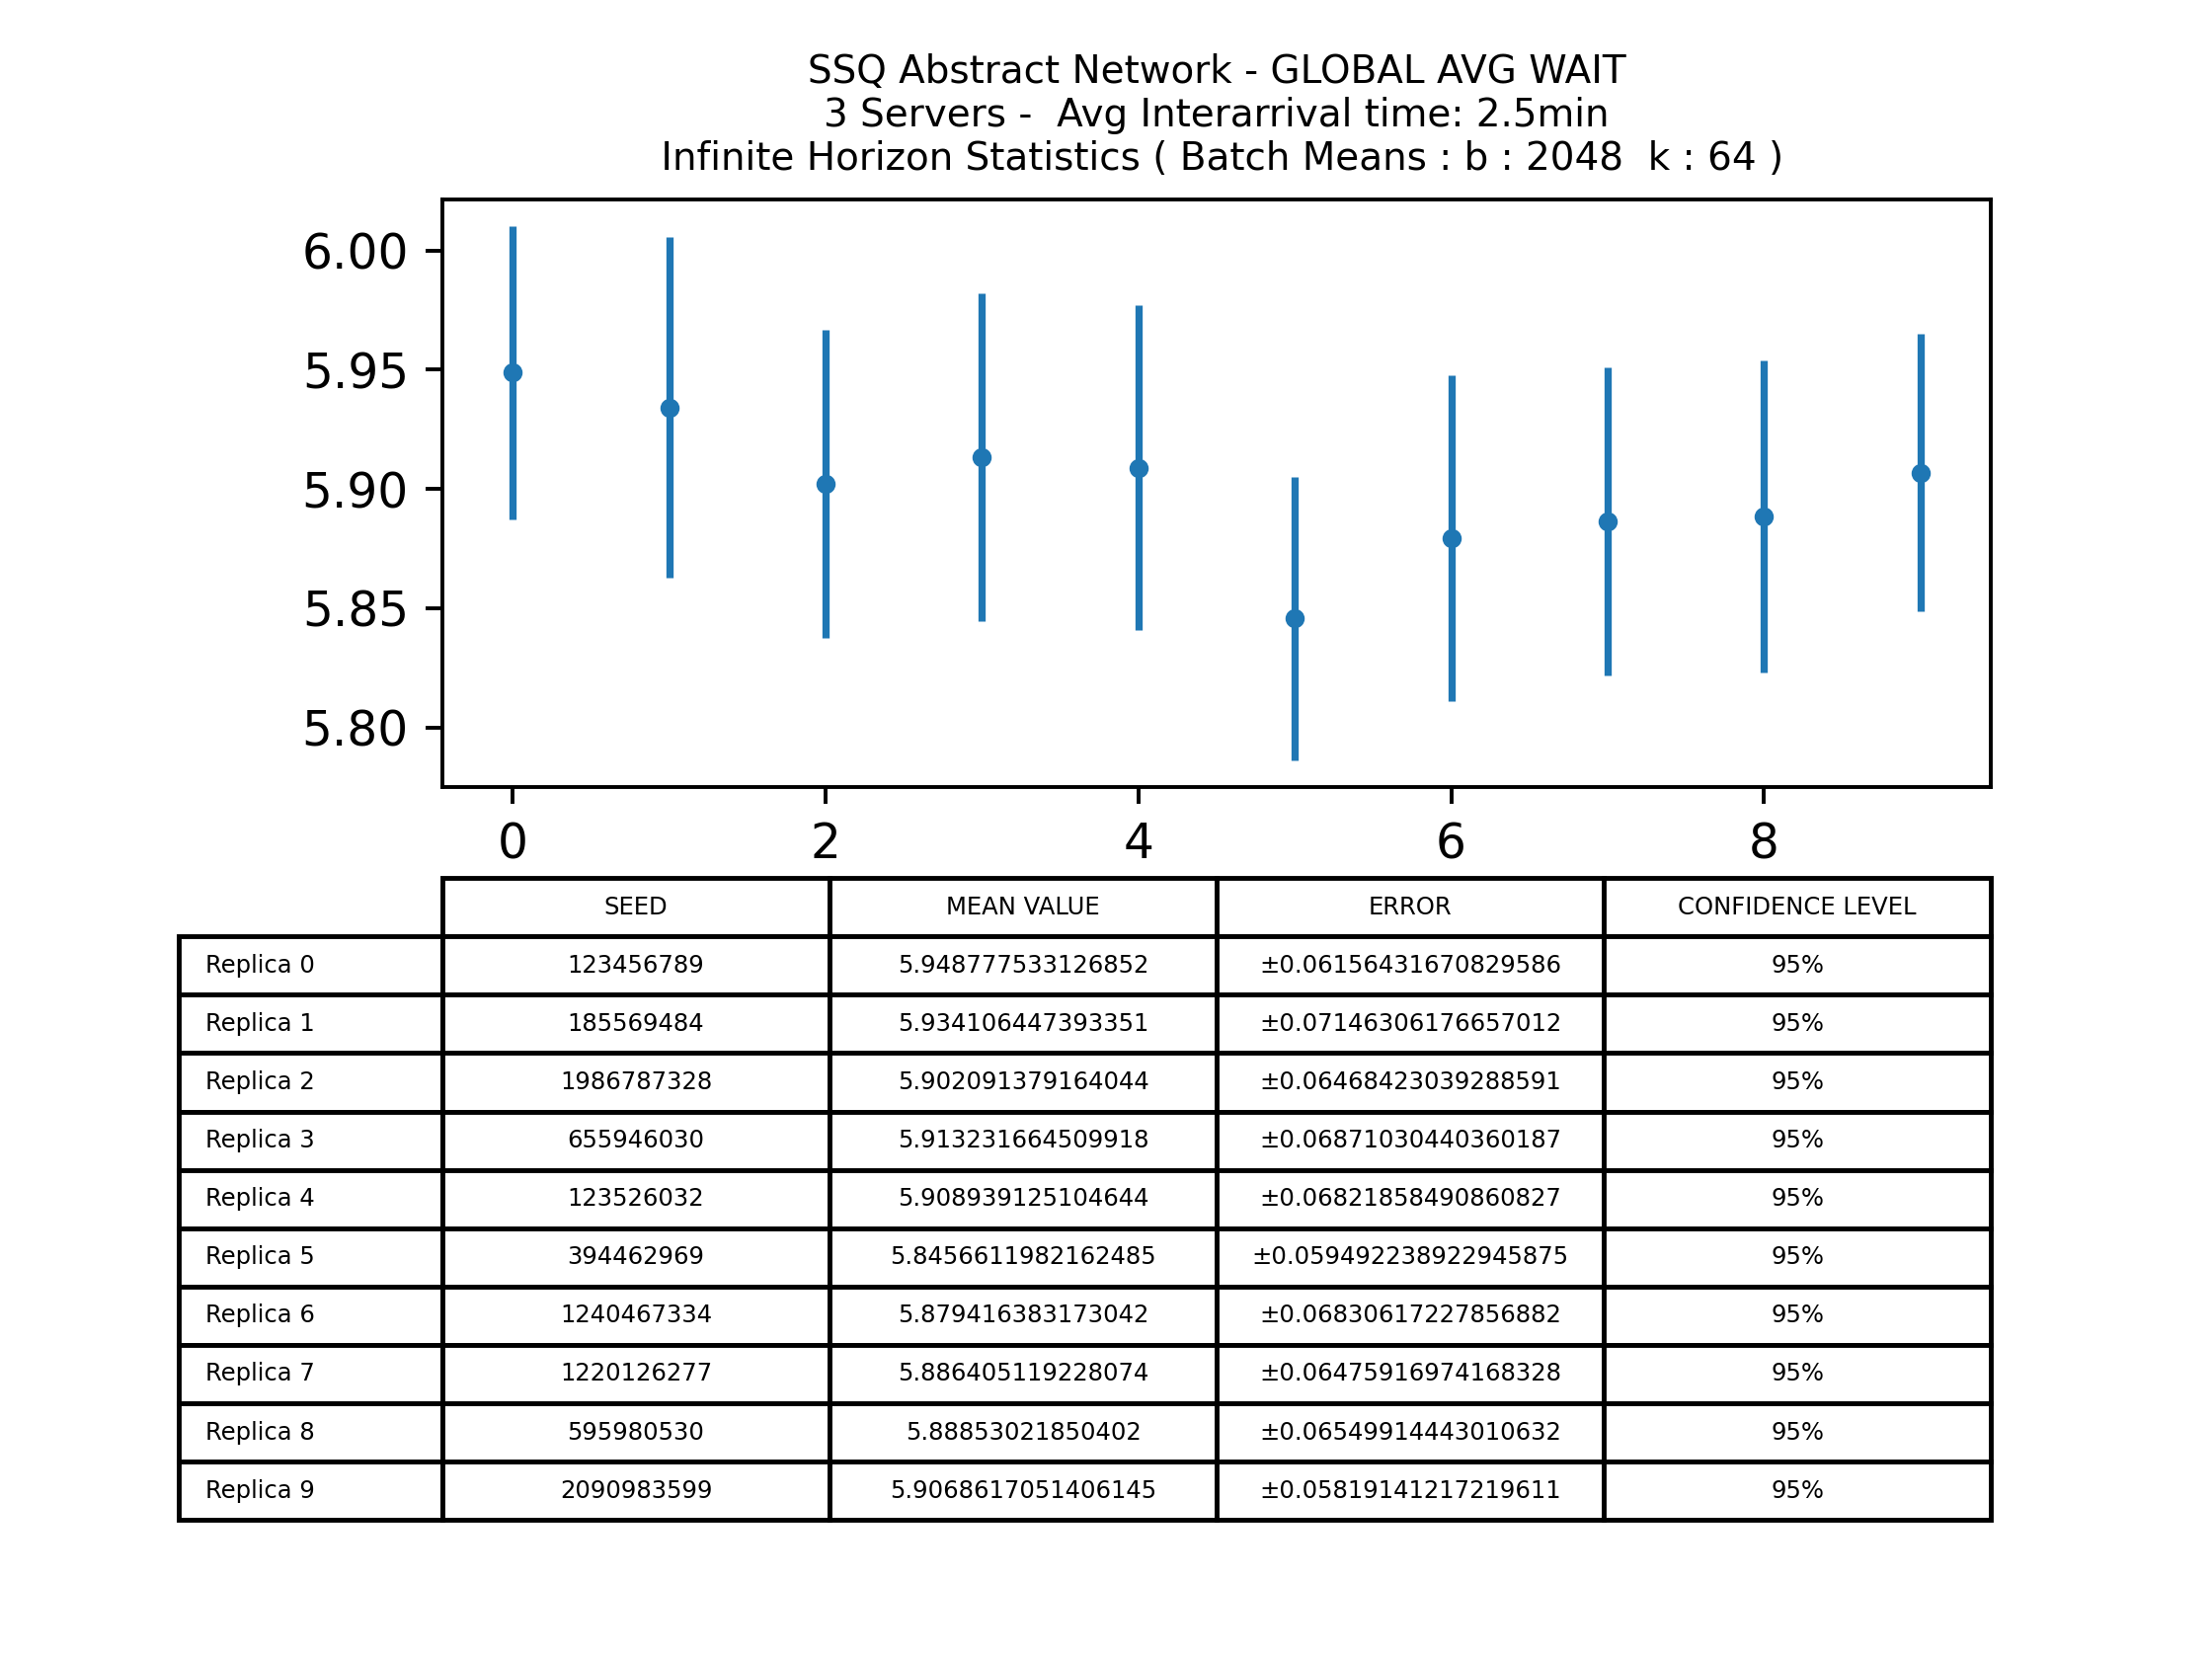 SSQ Abstract Network - GLOBAL AVG WAIT
3 Servers -  Avg Interarrival time: 2.5min
Infinite Horizon Statistics ( Batch Means : b : 2048  k : 64 )
6.00
5.95
5.90
5.85
5.80
0 2 4 6 8
SEED MEAN VALUE ERROR CONFIDENCE LEVEL
Replica 0 123456789 5.948777533126852 ±0.06156431670829586 95%
Replica 1 185569484 5.934106447393351 ±0.07146306176657012 95%
Replica 2 1986787328 5.902091379164044 ±0.06468423039288591 95%
Replica 3 655946030 5.913231664509918 ±0.06871030440360187 95%
Replica 4 123526032 5.908939125104644 ±0.06821858490860827 95%
Replica 5 394462969 5.8456611982162485 ±0.059492238922945875 95%
Replica 6 1240467334 5.879416383173042 ±0.06830617227856882 95%
Replica 7 1220126277 5.886405119228074 ±0.06475916974168328 95%
Replica 8 595980530 5.88853021850402 ±0.06549914443010632 95%
Replica 9 2090983599 5.9068617051406145 ±0.05819141217219611 95%